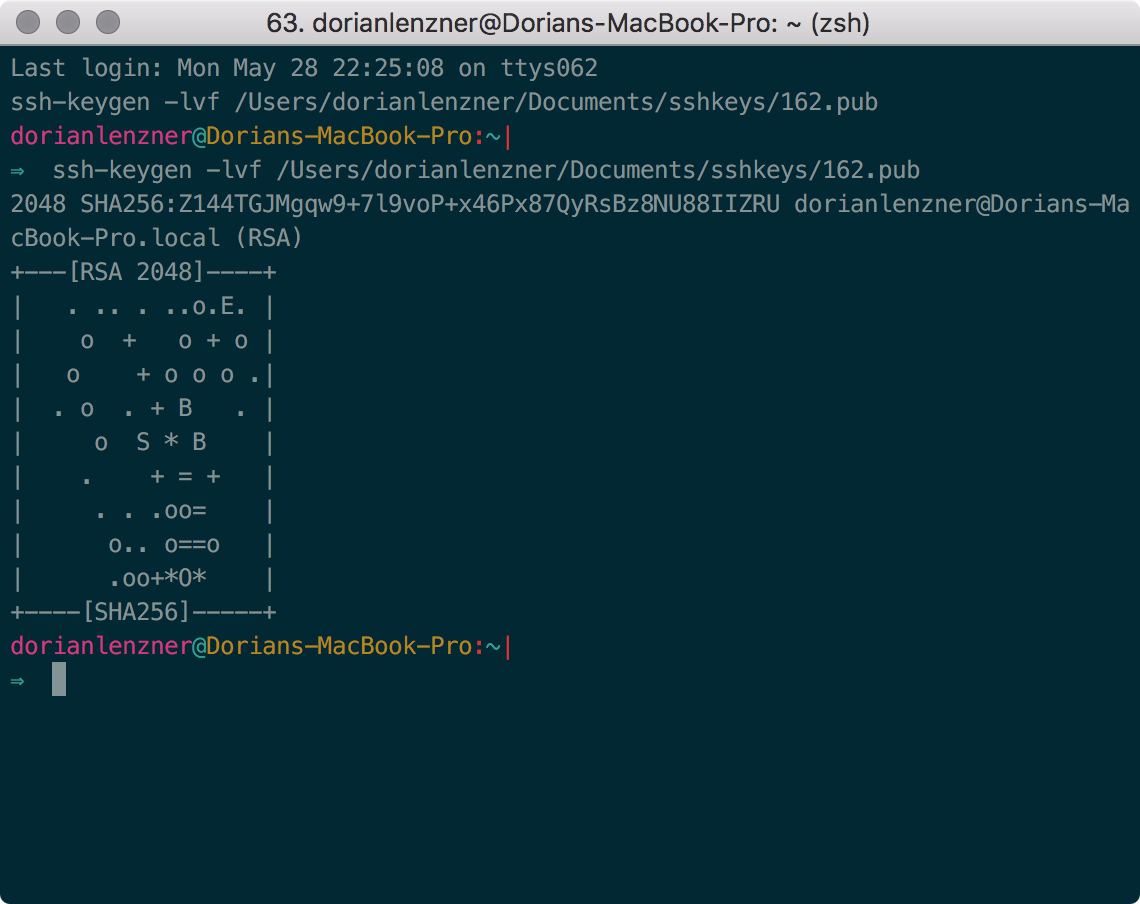 63. dorianlenzner@Dorians-MacBook-Pro: ~ (zsh)
Last login: Mon May 28 22:25:08 on ttys062
ssh-keygen -lvf /Users/dorianlenzner/Documents/sshkeys/162.pub
dorianlenzner@Dorians-MacBook-Pro:~|
⇒  ssh-keygen -lvf /Users/dorianlenzner/Documents/sshkeys/162.pub
2048 SHA256:Z144TGJMgqw9+7l9voP+x46Px87QyRsBz8NU88IIZRU dorianlenzner@Dorians-Ma
cBook-Pro.local (RSA)
+---[RSA 2048]----+
|   . .. . ..o.E. |
|    o  +   o + o |
|   o    + o o o .|
|  . o  . + B   . |
|     o  S * B    |
|    .    + = +   |
|     . . .oo=    |
|      o.. o==o   |
|      .oo+*O*    |
+----[SHA256]-----+
dorianlenzner@Dorians-MacBook-Pro:~|
⇒